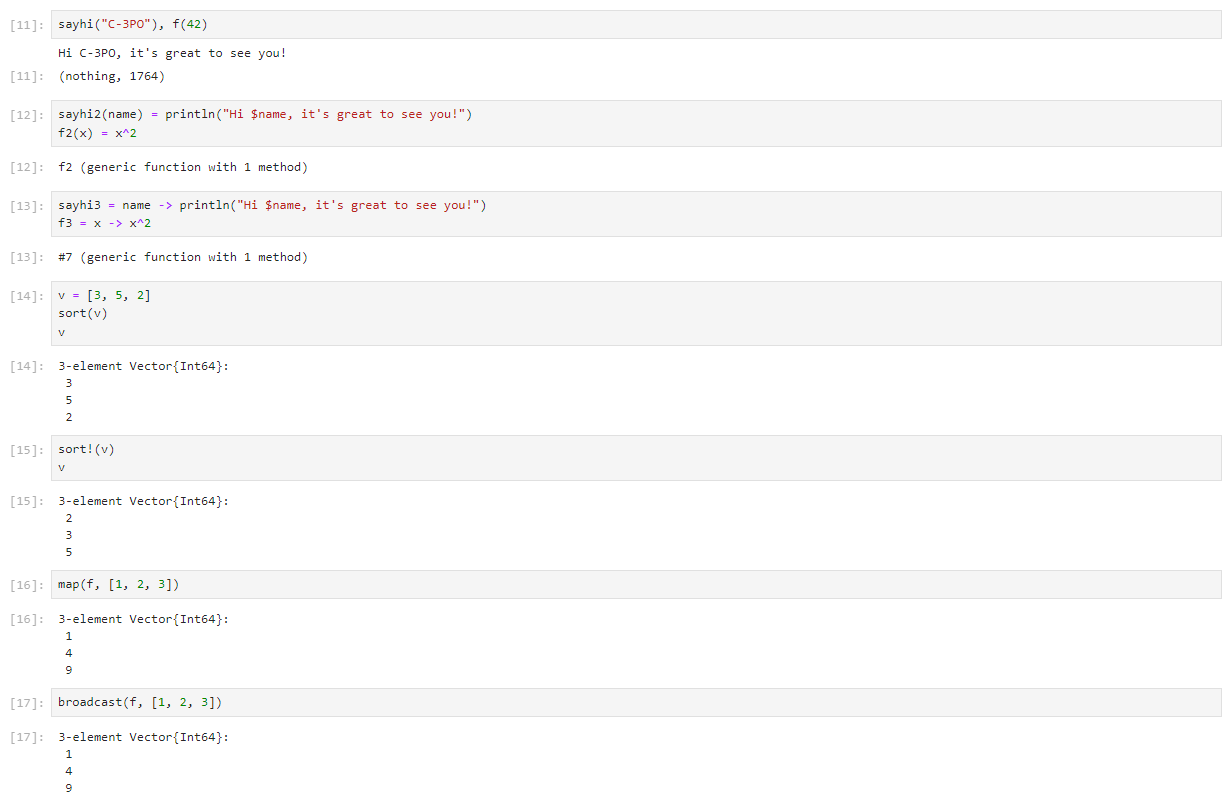 [11]: sayhi("C-3PO"), f(42)
Hi C-3PO, it's great to see you!
[11]: (nothing, 1764)
[12]: sayhi2(name) = println("Hi $name, it's great to see you!")
f2(x) = x^2
[12]: f2 (generic function with 1 method)
[13]: sayhi3 = name -> println("Hi $name, it's great to see you!")
f3 = x -> x^2
[13]: #7 (generic function with 1 method)
[14]: v = [3, 5, 2]
sort(v)
v
[14]: 3-element Vector{Int64}:
3
5
2
[15]: sort!(v)
v
[15]: 3-element Vector{Int64}:
2
3
5
[16]: map(f, [1, 2, 3])
[16]: 3-element Vector{Int64}:
1
4
9
[17]: broadcast(f, [1, 2, 3])
[17]: 3-element Vector{Int64}:
1
4
9